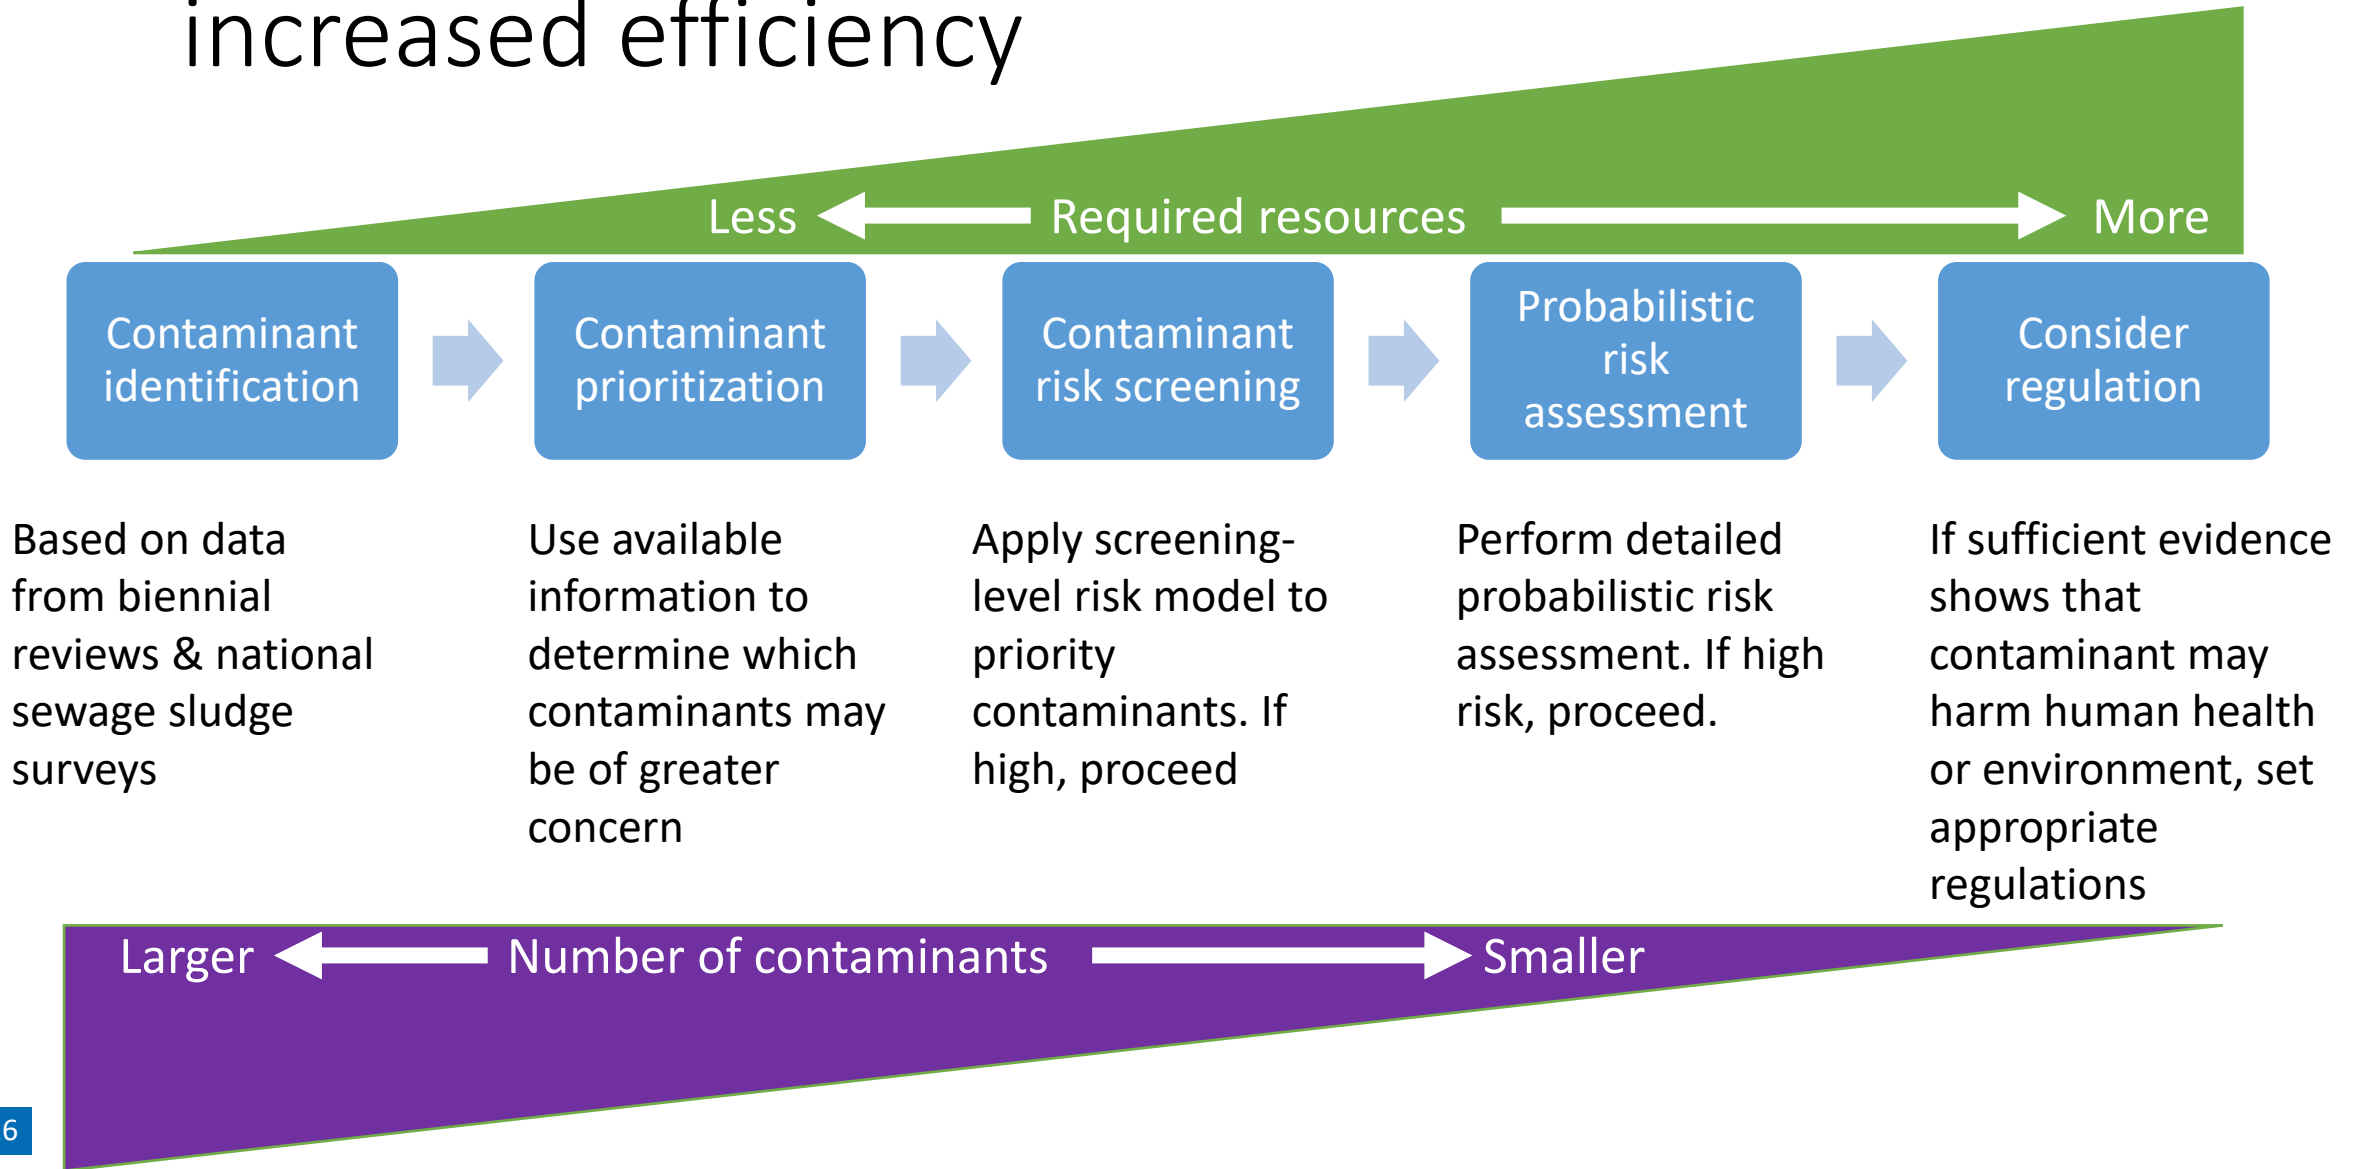 increased efficiency
Less
Required resources
More
Contaminant
identification
Contaminant
prioritization
Contaminant
risk screening
Probabilistic
risk
assessment
Consider
regulation
Based on data
from biennial
reviews & national
sewage sludge
surveys
Use available
information to
determine which
contaminants may
be of greater
concern
Apply screening-
level risk model to
priority
contaminants. If
high, proceed
Perform detailed
probabilistic risk
assessment. If high
risk, proceed.
If sufficient evidence
shows that
contaminant may
harm human health
or environment, set
appropriate
regulations
Larger
Number of contaminants
Smaller
6